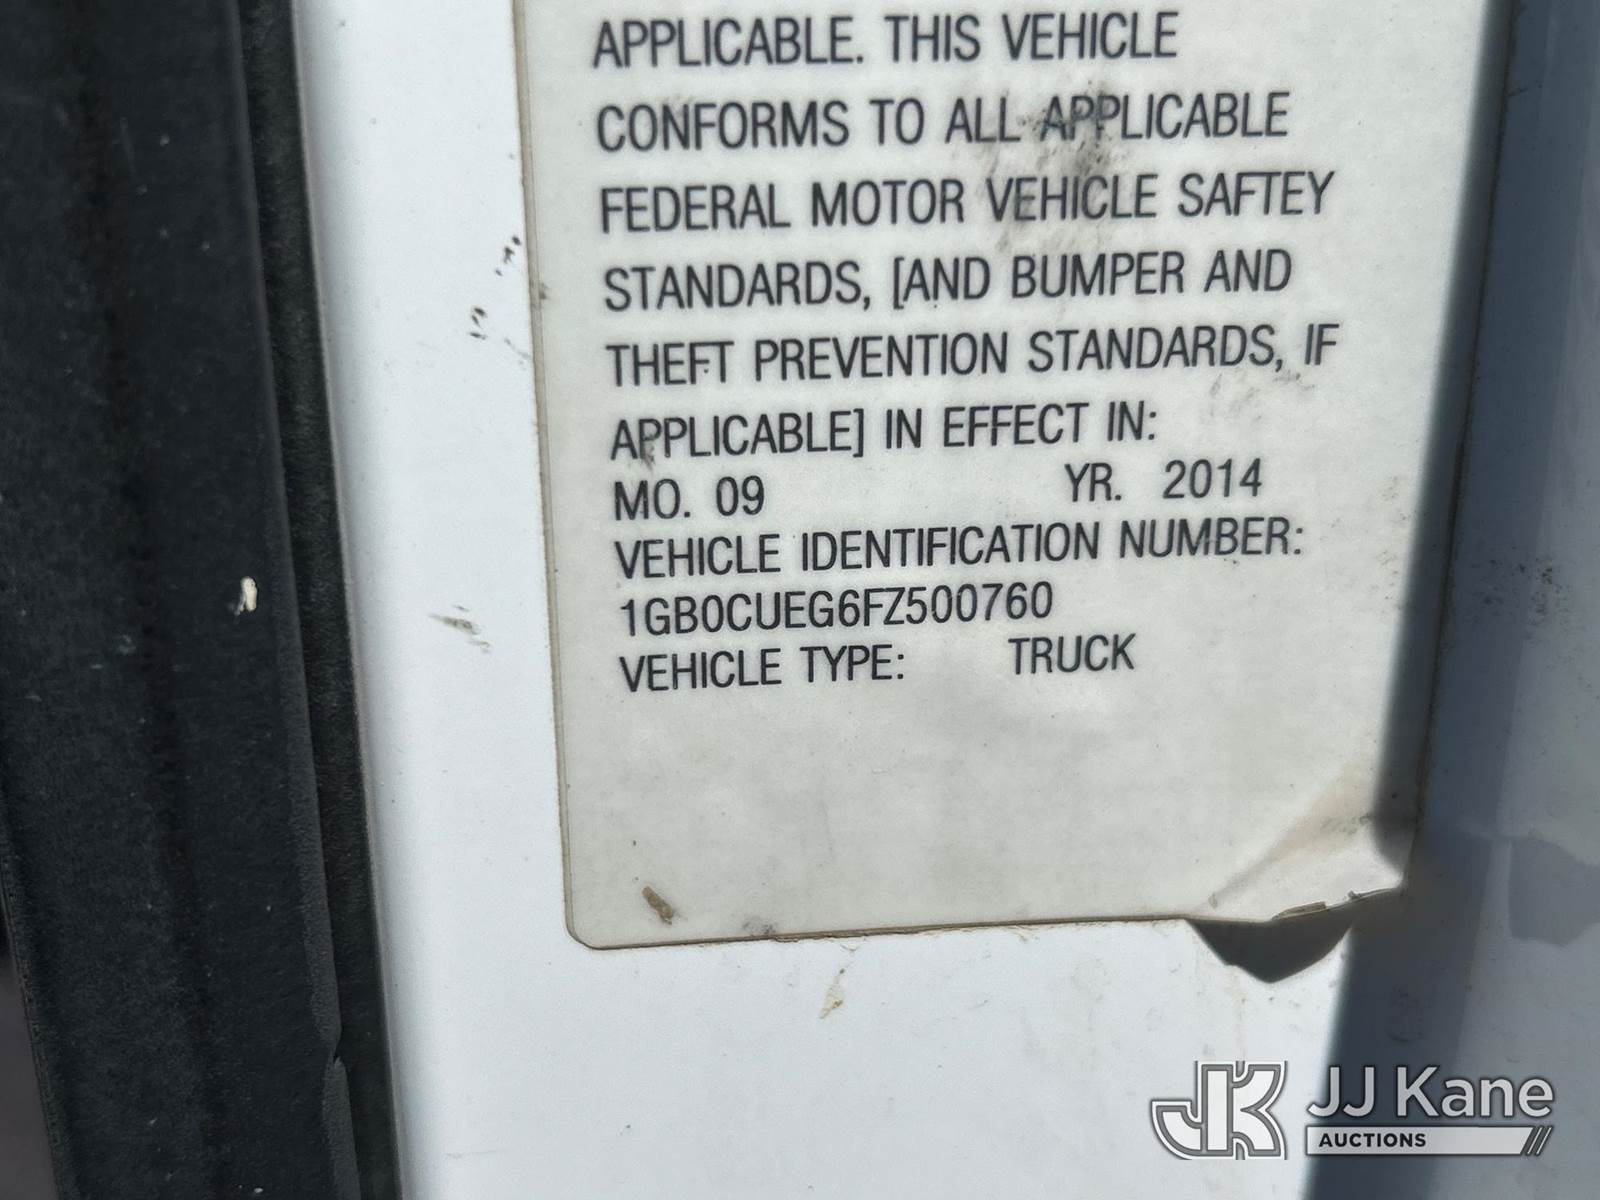 APPLICABLE. THIS VEHICLE
CONFORMS TO ALL APPLICABLE
FEDERAL MOTOR VEHICLE SAFTEY
STANDARDS, [AND BUMPER AND
THEFT PREVENTION STANDARDS, IF
APPLICABLE] IN EFFECT IN:
MO. 09 YR. 2014
VEHICLE IDENTIFICATION NUMBER:
1GB0CUEG6FZ500760
VEHICLE TYPE: TRUCK
JK JJ Kane
AUCTIONS